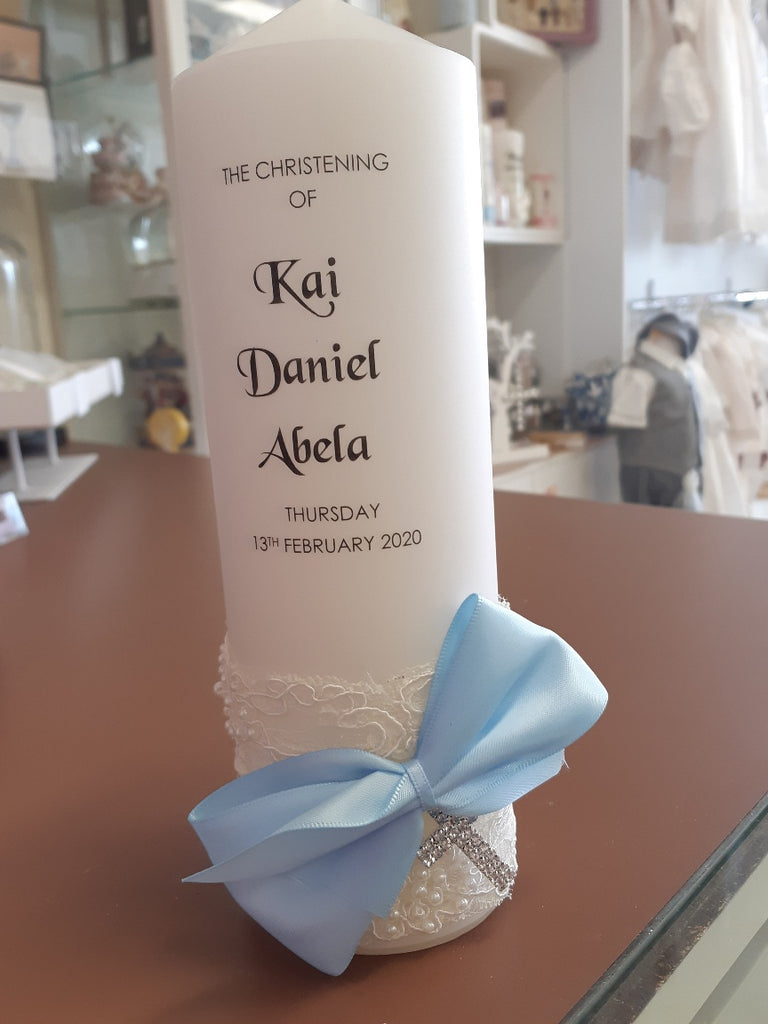 THE CHRISTENING
OF
Kai
Daniel
Abela
THURSDAY
13TH FEBRUARY 2020